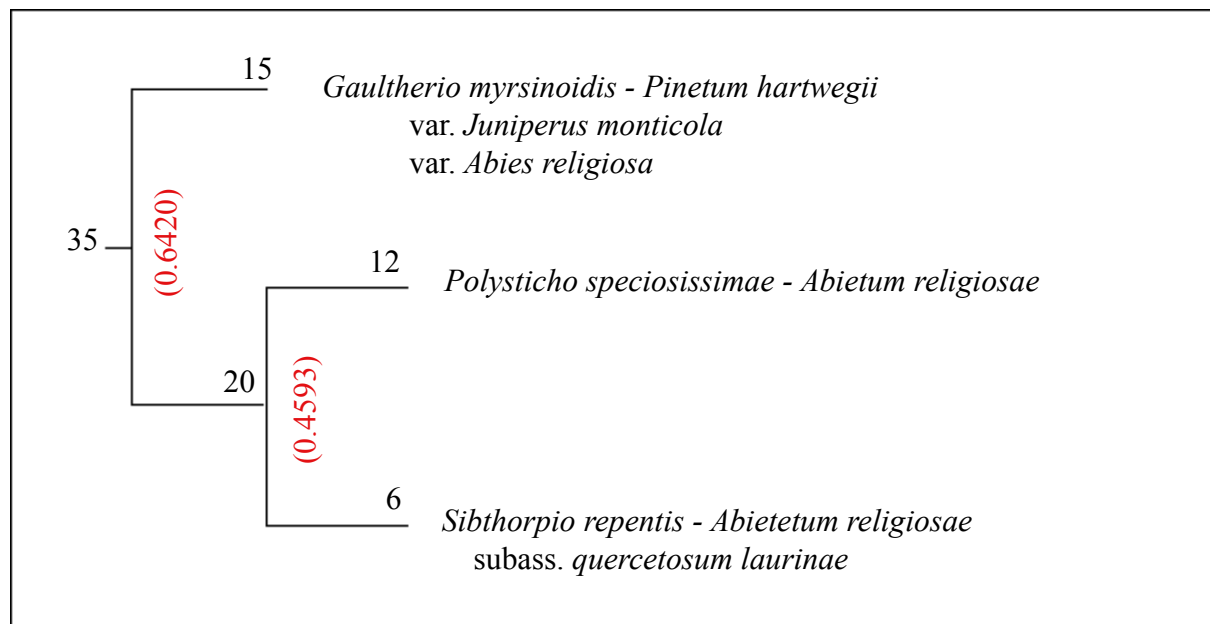 15
Gaultherio myrsinoidis - Pinetum hartwegii
var. Juniperus monticola
var. Abies religiosa
35
(0.6420)
12
Polysticho speciosissimae - Abietum religiosae
20
(0.4593)
6
Sibthorpio repentis - Abietetum religiosae
subass. quercetosum laurinae